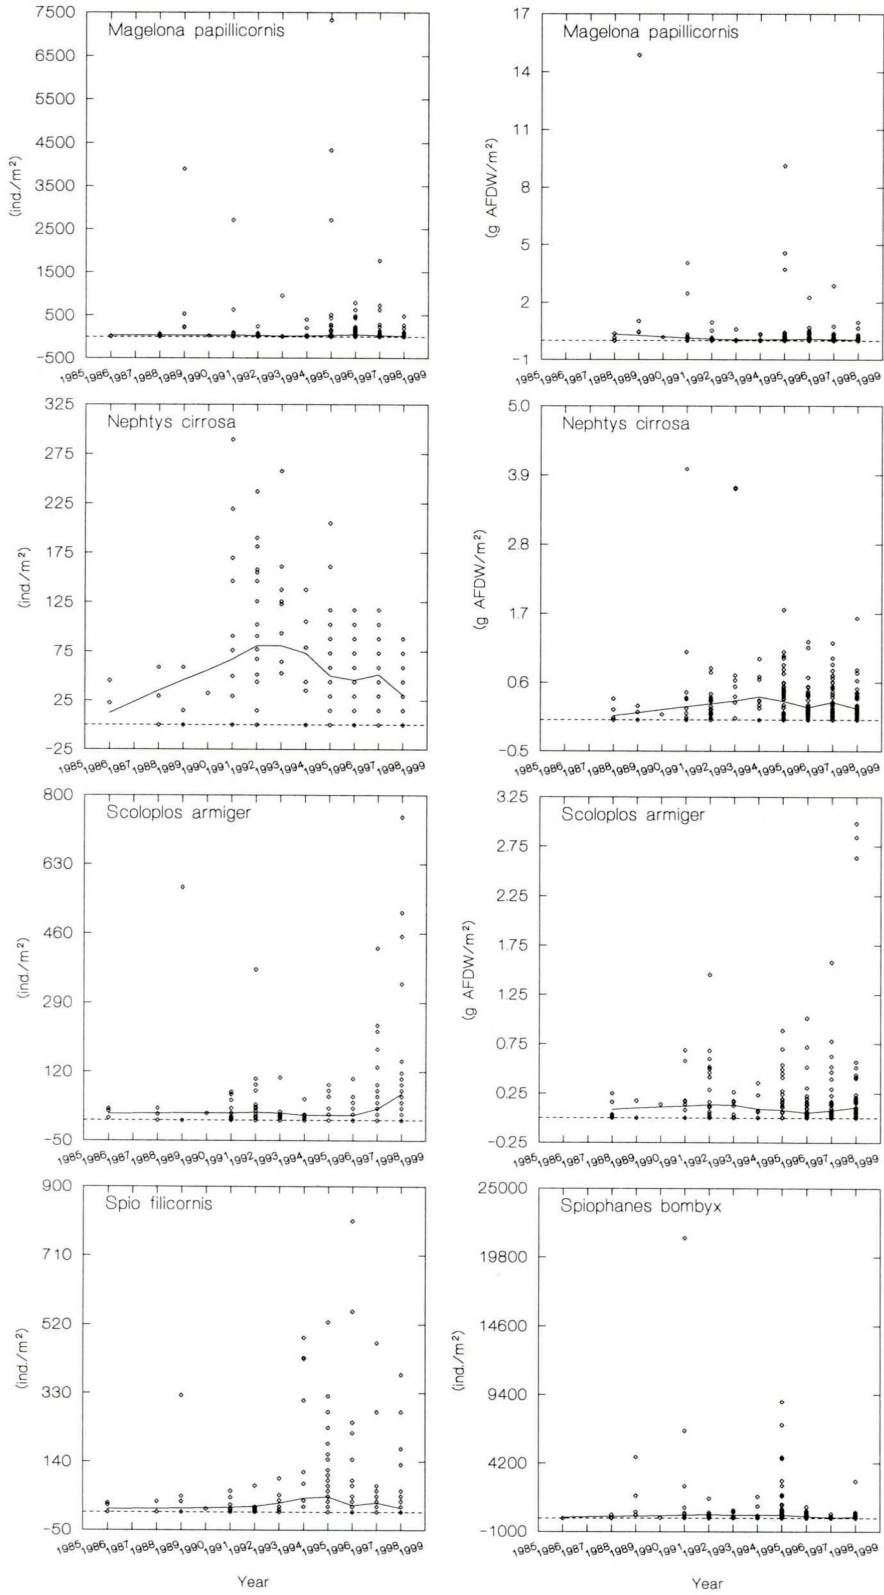 7500
6500
5500
4500
3500
2500
1500
500
-500
(ind./m²)
Magelona papillicornis
1985 1986 1987 1988 1989 1990 1991 1992 1993 1994 1995 1996 1997 1998 1999
17
14
11
8
5
2
-1
(g AFDW/m²)
Magelona papillicornis
1985 1986 1987 1988 1989 1990 1991 1992 1993 1994 1995 1996 1997 1998 1999
325
275
225
175
125
75
25
-25
(ind./m²)
Nephtys cirrosa
1985 1986 1987 1988 1989 1990 1991 1992 1993 1994 1995 1996 1997 1998 1999
5.0
3.9
2.8
1.7
0.6
-0.5
(g AFDW/m²)
Nephtys cirrosa
1985 1986 1987 1988 1989 1990 1991 1992 1993 1994 1995 1996 1997 1998 1999
800
630
460
290
120
-50
(ind./m²)
Scoloplos armiger
1985 1986 1987 1988 1989 1990 1991 1992 1993 1994 1995 1996 1997 1998 1999
3.25
2.75
2.25
1.75
1.25
0.75
0.25
-0.25
(g AFDW/m²)
Scoloplos armiger
1985 1986 1987 1988 1989 1990 1991 1992 1993 1994 1995 1996 1997 1998 1999
900
710
520
330
140
-50
(ind./m²)
Spio filicornis
1985 1986 1987 1988 1989 1990 1991 1992 1993 1994 1995 1996 1997 1998 1999
Year
25000
19800
14600
9400
4200
-1000
(ind./m²)
Spiophanes bombyx
1985 1986 1987 1988 1989 1990 1991 1992 1993 1994 1995 1996 1997 1998 1999
Year